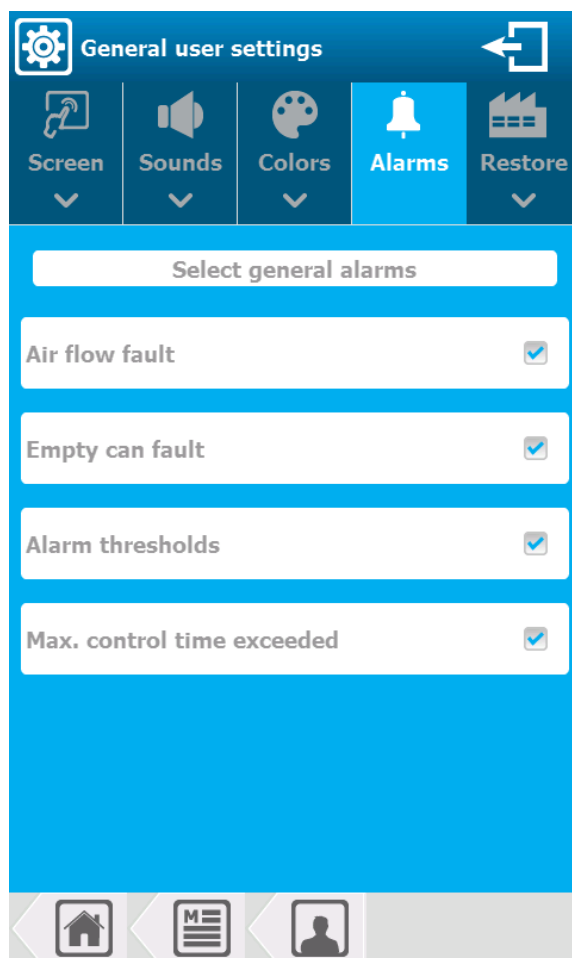 General user settings
Screen
Sounds
Colors
Alarms
Restore
Select general alarms
Air flow fault
Empty can fault
Alarm thresholds
Max. control time exceeded
M